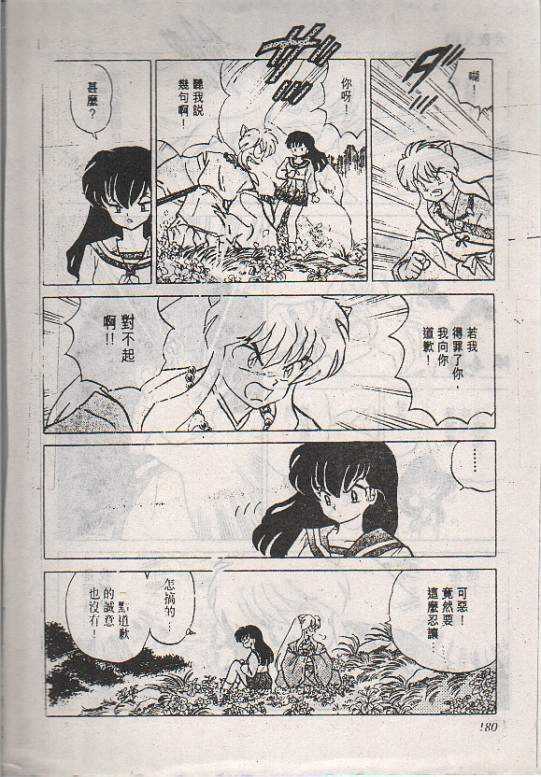 嘲！
你呀！
聽我說
幾句啊！
甚麼？
若我
得罪了你，
我向你
道歉！
對不起
啊!!
……
可惡！
竟然要
這麼忍讓…
怎搞的…
一點道歉
的誠意
也沒有！
180